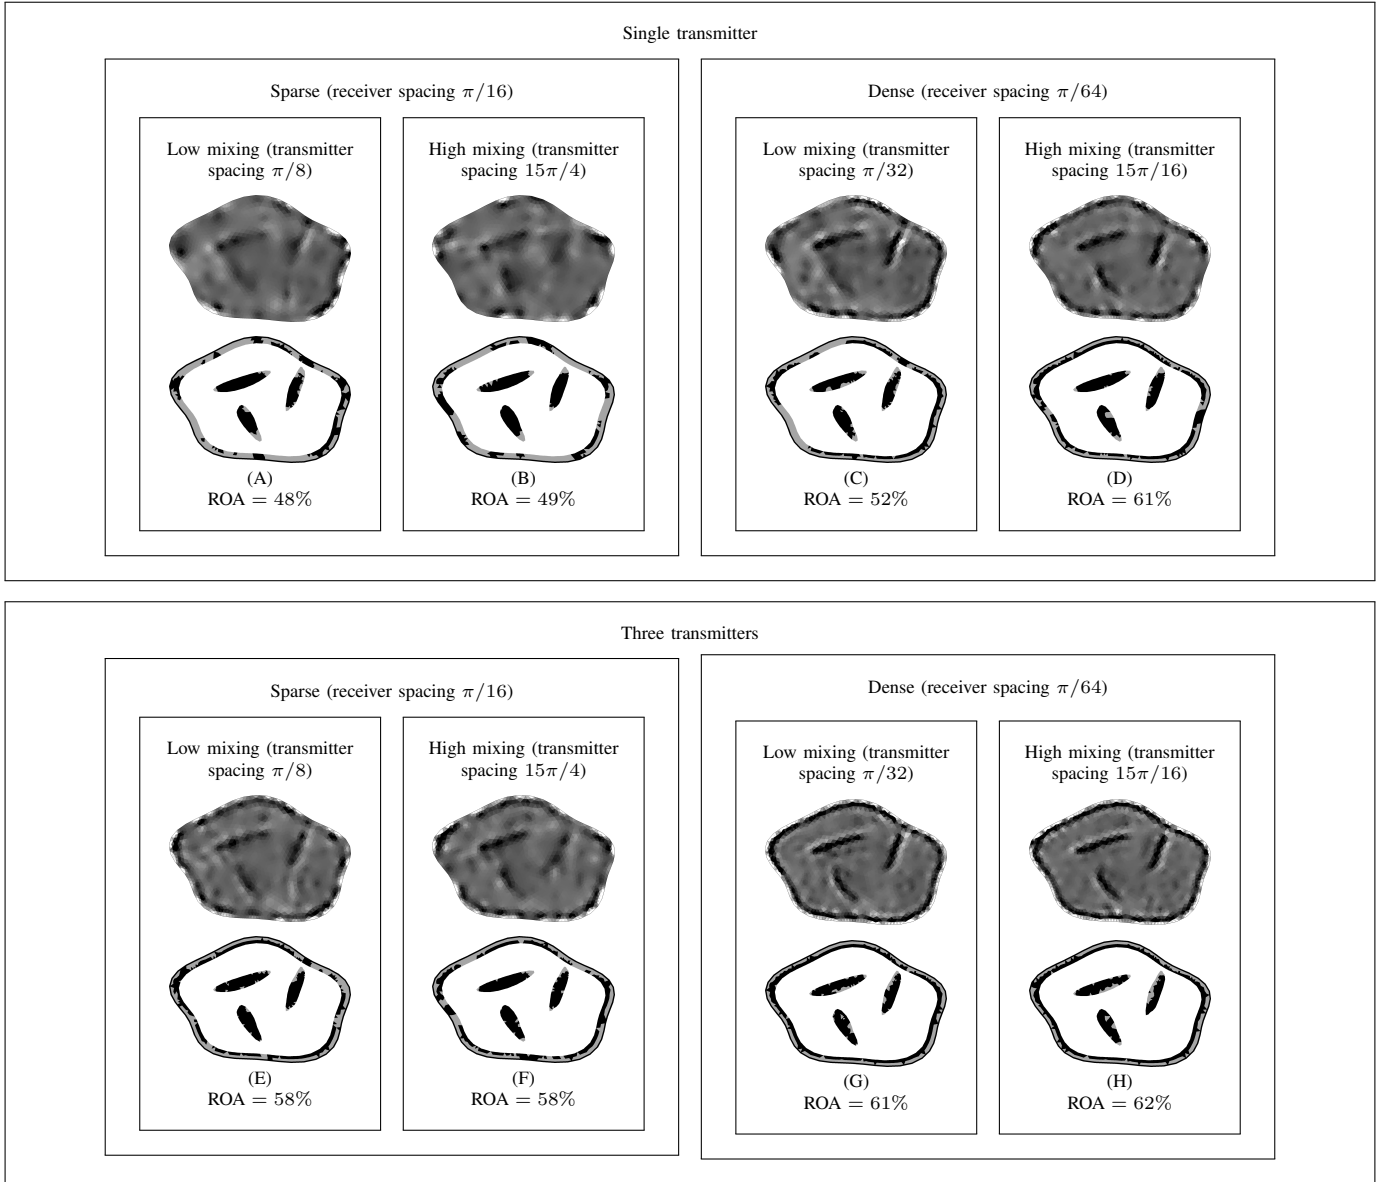 Single transmitter
Sparse (receiver spacing π/16)
Low mixing (transmitter
spacing π/8)
(A)
ROA = 48%
High mixing (transmitter
spacing 15π/4)
(B)
ROA = 49%
Dense (receiver spacing π/64)
Low mixing (transmitter
spacing π/32)
(C)
ROA = 52%
High mixing (transmitter
spacing 15π/16)
(D)
ROA = 61%
Three transmitters
Sparse (receiver spacing π/16)
Low mixing (transmitter
spacing π/8)
(E)
ROA = 58%
High mixing (transmitter
spacing 15π/4)
(F)
ROA = 58%
Dense (receiver spacing π/64)
Low mixing (transmitter
spacing π/32)
(G)
ROA = 61%
High mixing (transmitter
spacing 15π/16)
(H)
ROA = 62%